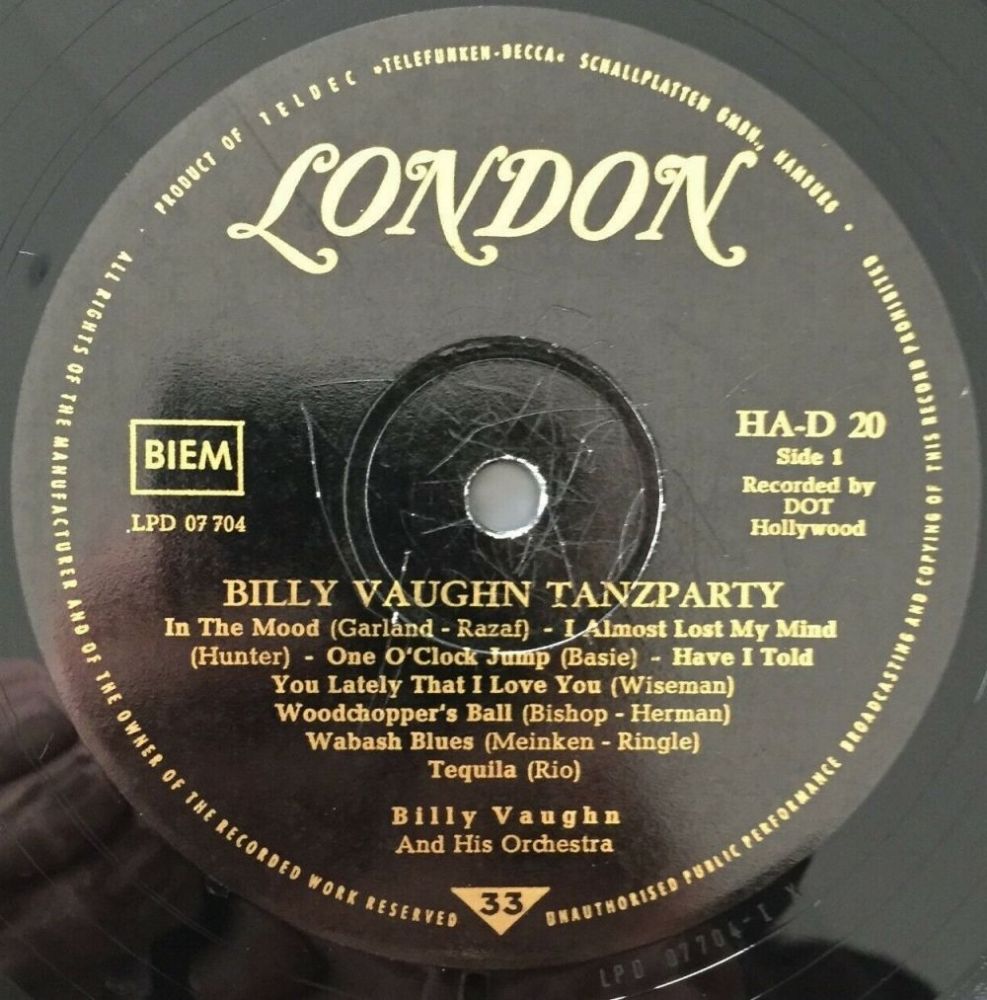 PRODUCT OF TELDEC »TELEFUNKEN-DECCA« SCHALLPLATTEN GMBH., HAMBURG •
LONDON
BIEM
LPD 07 704
HA-D 20
Side 1
Recorded by
DOT
Hollywood
BILLY VAUGHN TANZPARTY
In The Mood (Garland - Razaf) - I Almost Lost My Mind
(Hunter) - One O'Clock Jump (Basie) - Have I Told
You Lately That I Love You (Wiseman)
Woodchopper's Ball (Bishop - Herman)
Wabash Blues (Meinken - Ringle)
Tequila (Rio)
Billy Vaughn
And His Orchestra
33
ALL RIGHTS OF THE MANUFACTURER AND OF THE OWNER OF THE RECORDED WORK RESERVED
UNAUTHORISED PUBLIC PERFORMANCE BROADCASTING AND COPYING OF THIS RECORD PROHIBITED
LPD 07704-1